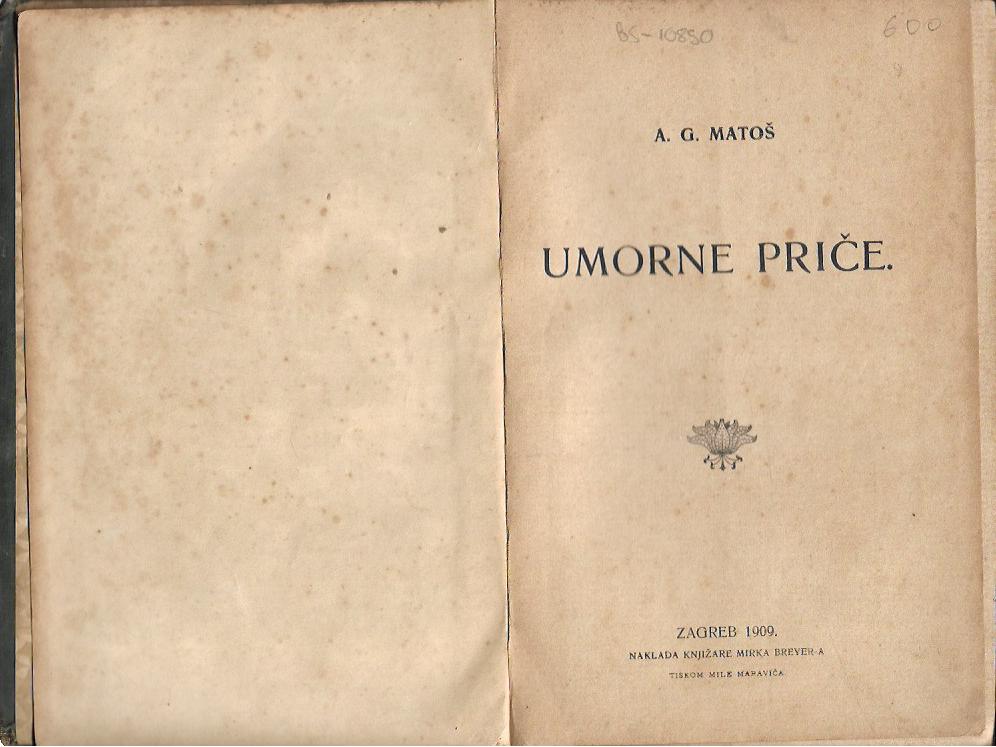 BS-10850
600
A. G. MATOŠ
UMORNE PRIČE.
ZAGREB 1909.
NAKLADA KNJIŽARE MIRKA BREYER-A
TISKOM MILE MARAVIĆA.